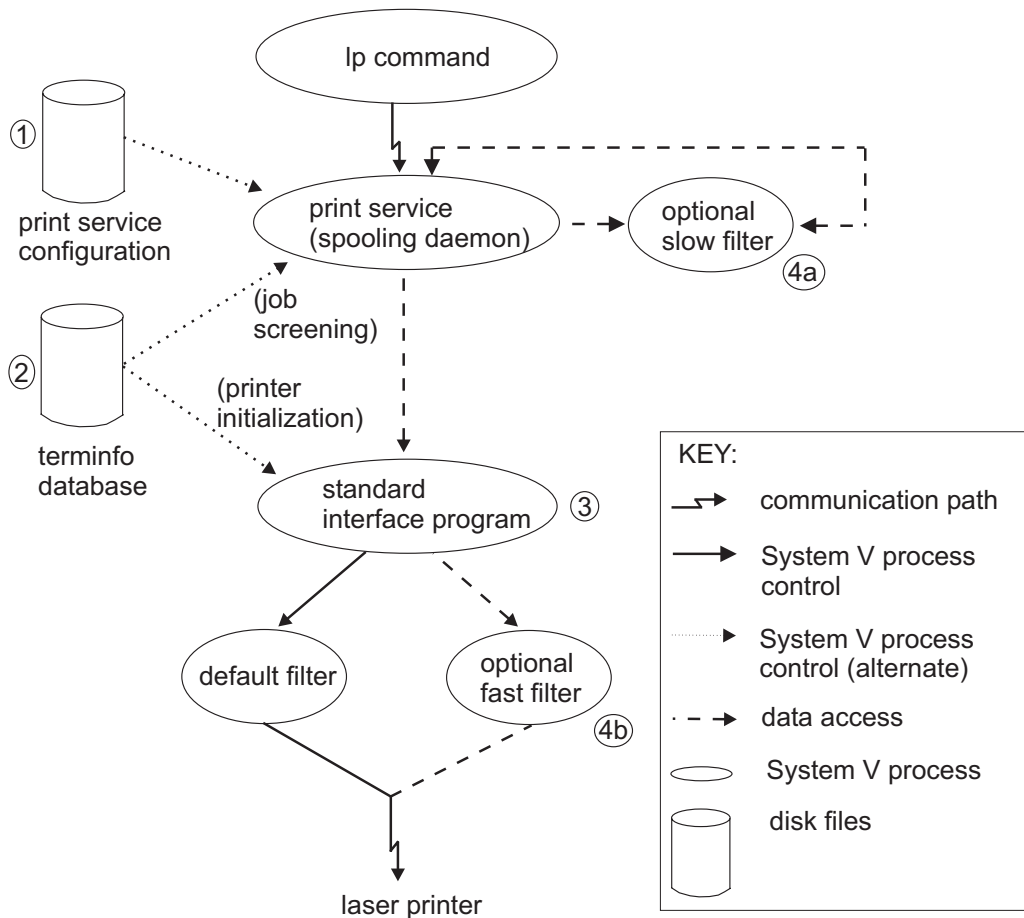 lp command
1
print service
configuration
print service
(spooling daemon)
optional
slow filter
4a
(job
screening)
2
(printer
initialization)
terminfo
database
standard
interface program
3
default filter
optional
fast filter
4b
laser printer
KEY:
communication path
System V process
control
System V process
control (alternate)
data access
System V process
disk files